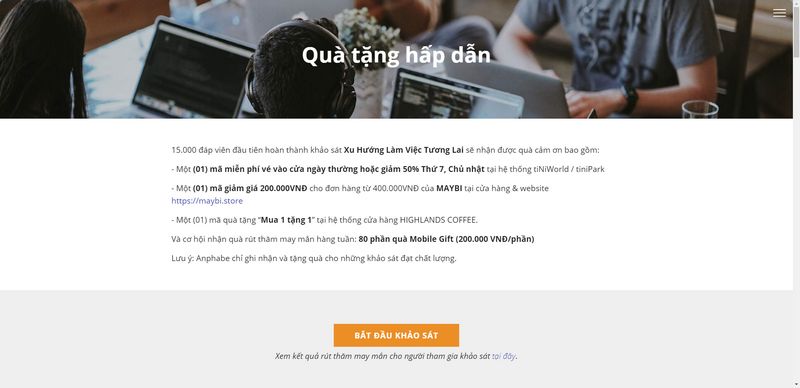 Quà tặng hấp dẫn
15.000 đáp viên đầu tiên hoàn thành khảo sát Xu Hướng Làm Việc Tương Lai sẽ nhận được quà cảm ơn bao gồm:
- Một (01) mã miễn phí vé vào cửa ngày thường hoặc giảm 50% Thứ 7, Chủ nhật tại hệ thống tiNiWorld / tiniPark
- Một (01) mã giảm giá 200.000VNĐ cho đơn hàng từ 400.000VNĐ của MAYBI tại cửa hàng & website
https://maybi.store
- Một (01) mã quà tặng "Mua 1 tặng 1" tại hệ thống cửa hàng HIGHLANDS COFFEE.
Và cơ hội nhận quà rút thăm may mắn hàng tuần: 80 phần quà Mobile Gift (200.000 VNĐ/phần)
Lưu ý: Anphabe chỉ ghi nhận và tặng quà cho những khảo sát đạt chất lượng.
BẮT ĐẦU KHẢO SÁT
Xem kết quả rút thăm may mắn cho người tham gia khảo sát tại đây.